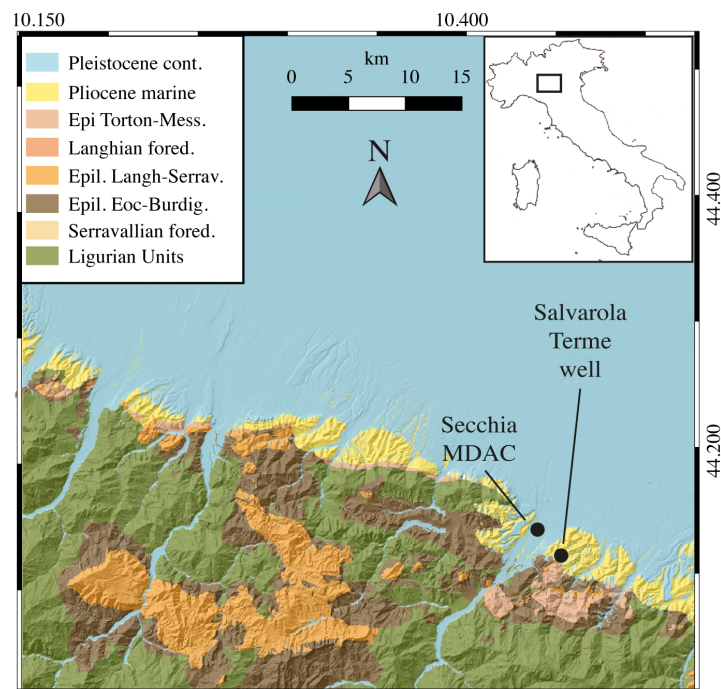 10.150
10.400
Pleistocene cont.
Pliocene marine
Epi Torton-Mess.
Langhian fored.
Epil. Langh-Serrav.
Epil. Eoc-Burdig.
Serravallian fored.
Ligurian Units
km
0 5 10 15
N
44.400
Salvarola
Terme
well
Secchia
MDAC
44.200